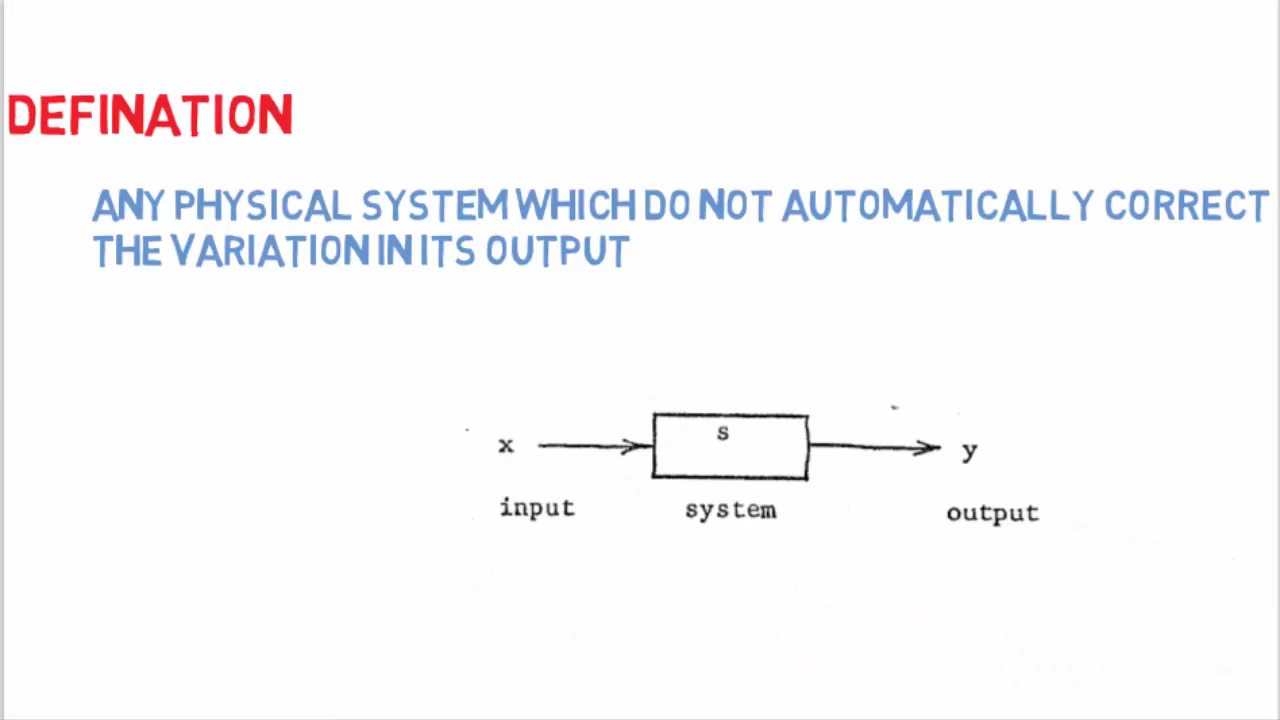 DEFINATION
ANY PHYSICAL SYSTEM WHICH DO NOT AUTOMATICALLY CORRECT
THE VARIATION IN ITS OUTPUT
x s y
input system output